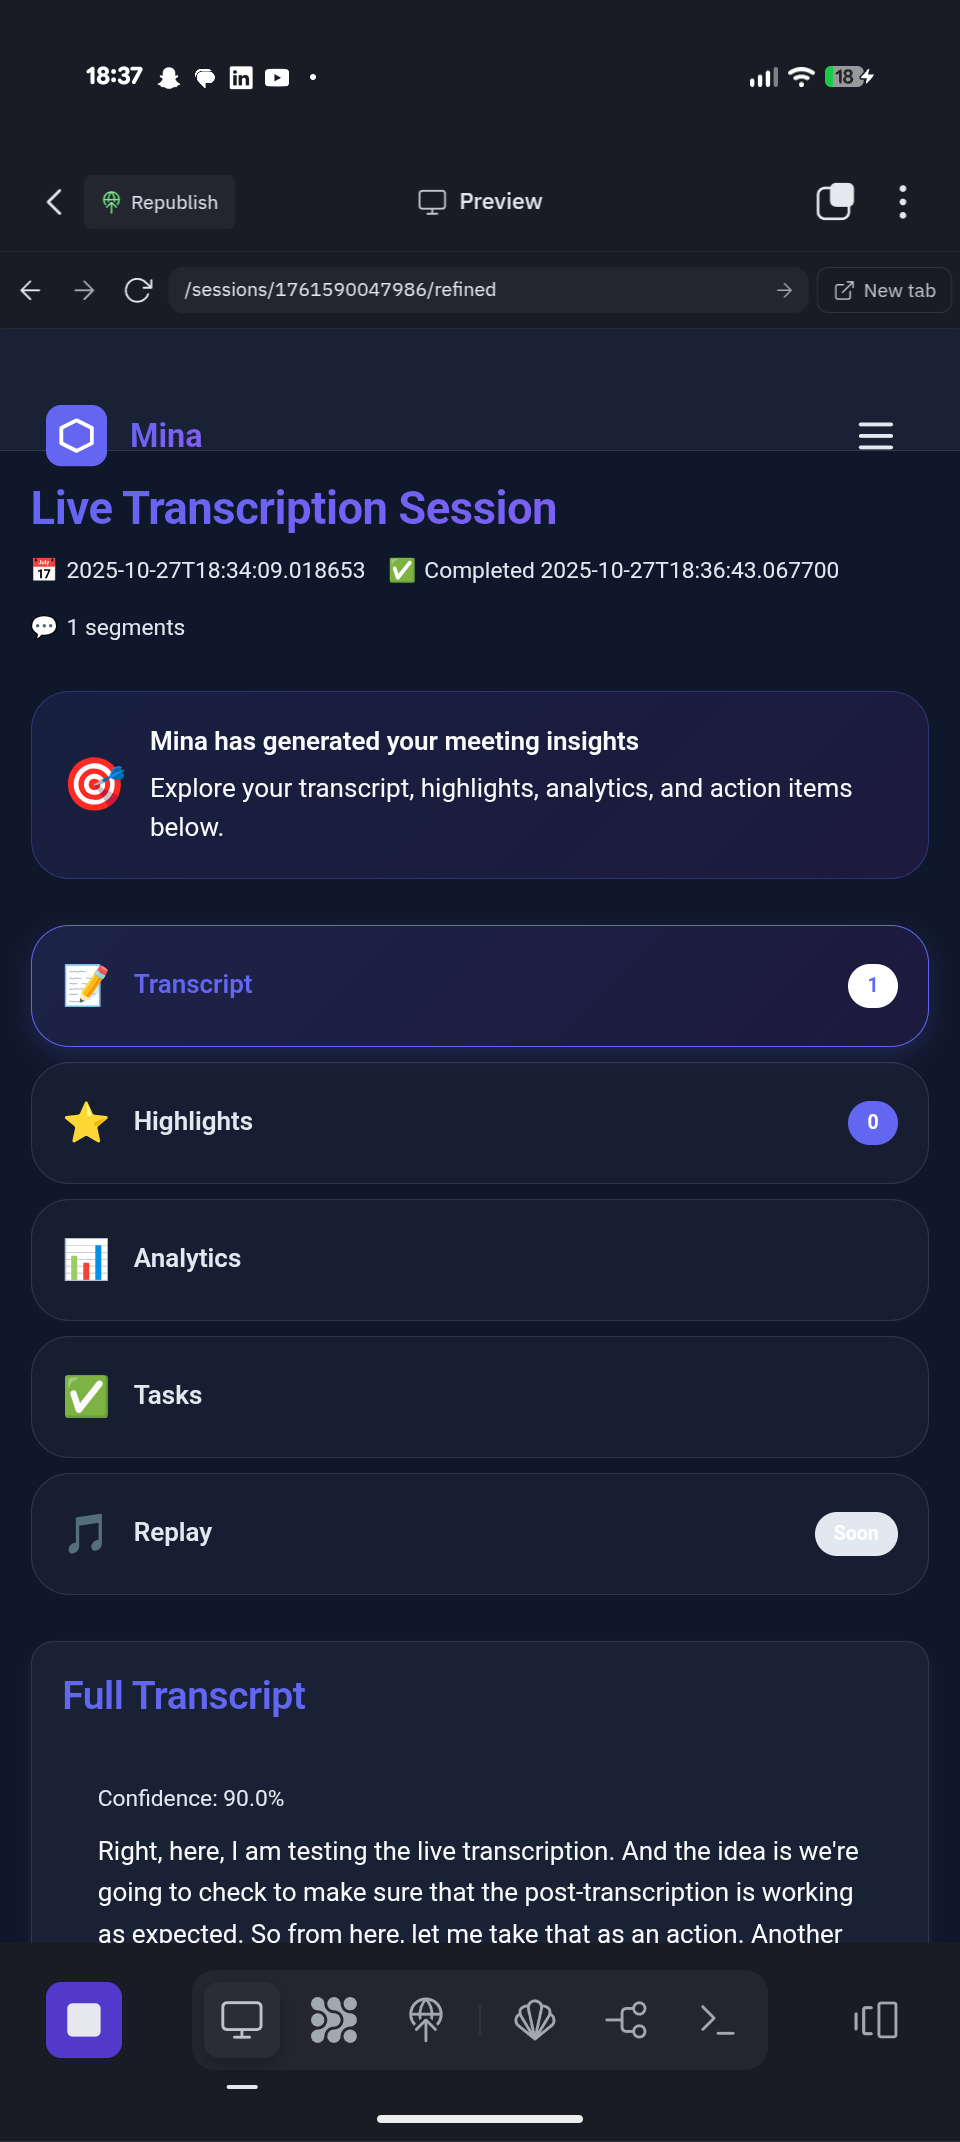 18:37
18
Republish
Preview
/sessions/1761590047986/refined
New tab
Mina
Live Transcription Session
2025-10-27T18:34:09.018653
Completed 2025-10-27T18:36:43.067700
1 segments
Mina has generated your meeting insights
Explore your transcript, highlights, analytics, and action items
below.
Transcript
1
Highlights
0
Analytics
Tasks
Replay
Soon
Full Transcript
Confidence: 90.0%
Right, here, I am testing the live transcription. And the idea is we're
going to check to make sure that the post-transcription is working
as expected. So from here, let me take that as an action. Another